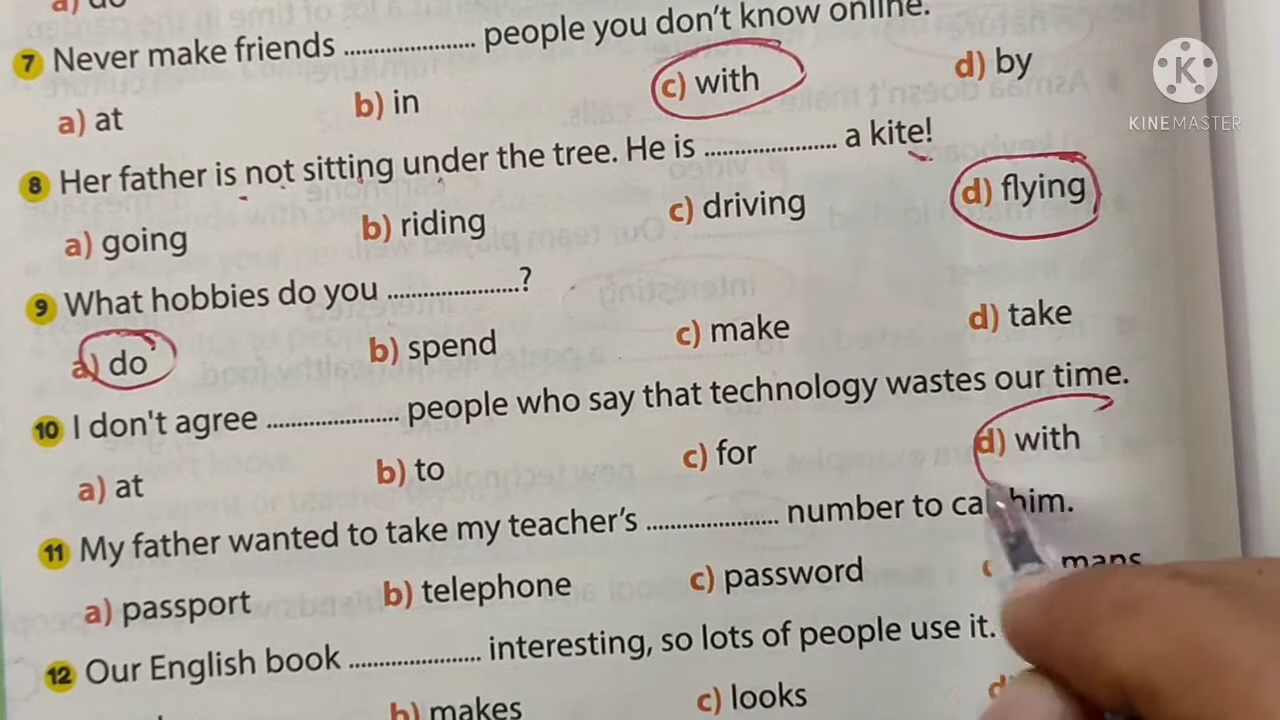 a) do
7 Never make friends ..................... people you don't know online.
a) at b) in c) with d) by
KINEMASTER
8 Her father is not sitting under the tree. He is ..................... a kite!
a) going b) riding c) driving d) flying
9 What hobbies do you .....................?
a) do b) spend c) make d) take
10 I don't agree ..................... people who say that technology wastes our time.
a) at b) to c) for d) with
11 My father wanted to take my teacher's ..................... number to call him.
a) passport b) telephone c) password maps
12 Our English book ..................... interesting, so lots of people use it.
b) makes c) looks